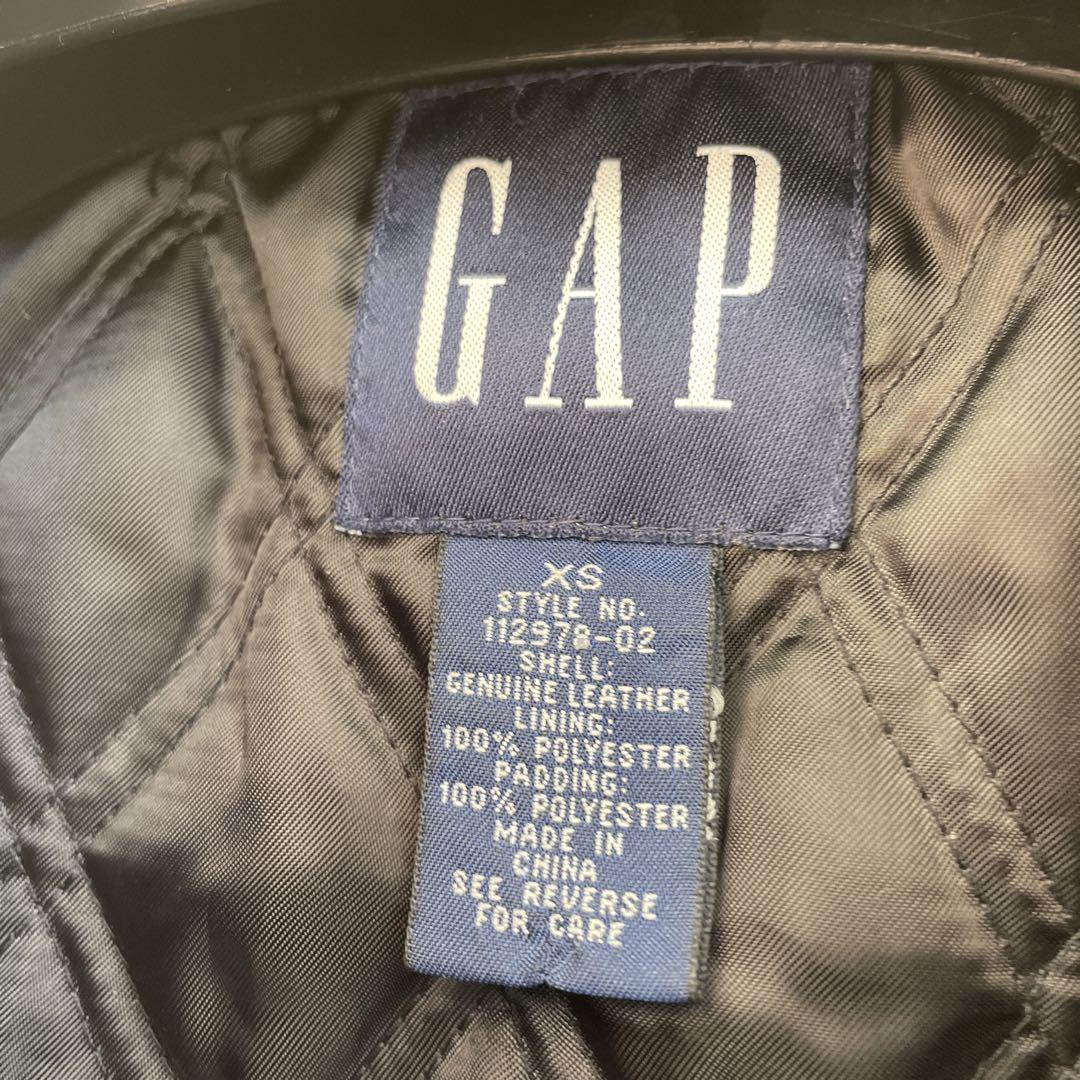 GAP
XS
STYLE NO.
112978-02
SHELL:
GENUINE LEATHER
LINING:
100% POLYESTER
PADDING:
100% POLYESTER
MADE IN
CHINA
SEE REVERSE
FOR CARE